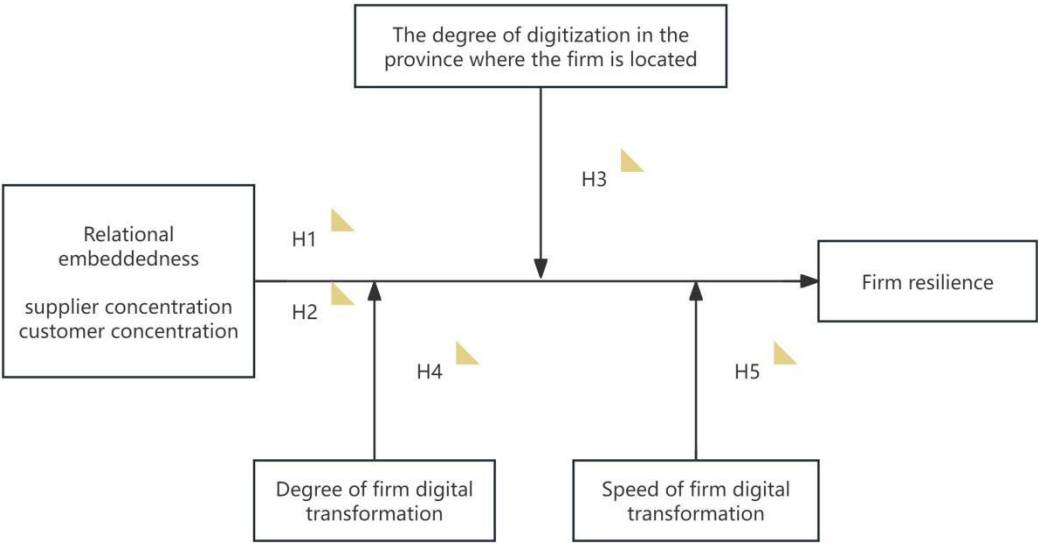 The degree of digitization in the
province where the firm is located
H3
Relational
embeddedness
supplier concentration
customer concentration
H1
H2
Firm resilience
H4
H5
Degree of firm digital
transformation
Speed of firm digital
transformation